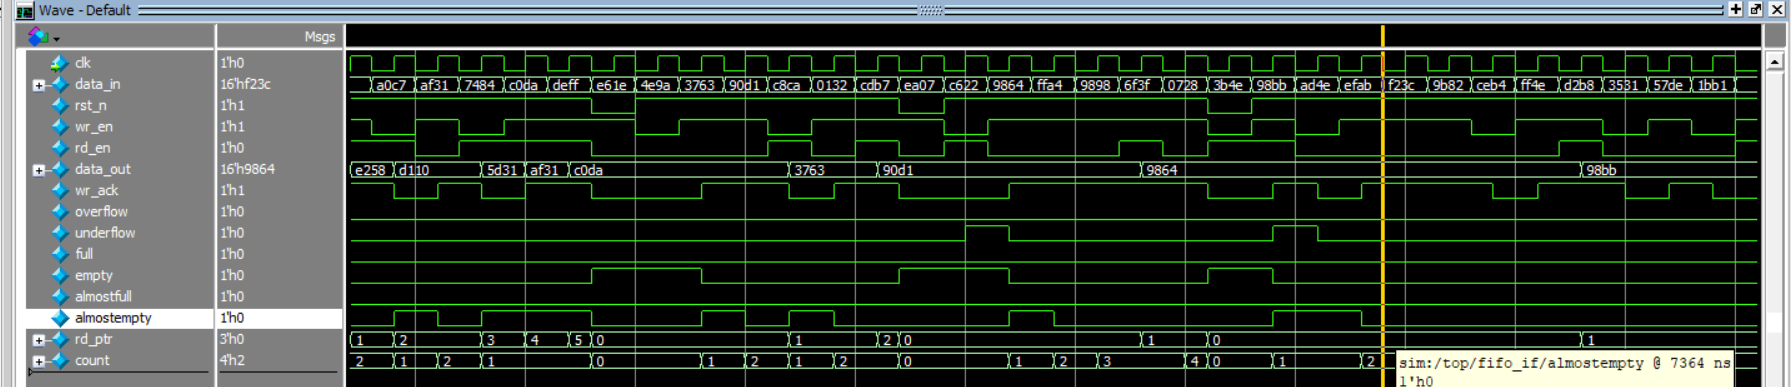 Wave - Default
Msgs
clk 1'h0
data_in 16'hf23c a0c7 af31 7484 c0da deff e61e 4e9a 3763 90d1 c8ca 0132 cdb7 ea07 c622 9864 ffa4 9898 6f3f 0728 3b4e 98bb ad4e efab f23c 9b82 ceb4 ff4e d2b8 3531 57de 1bb1
rst_n 1'h1
wr_en 1'h1
rd_en 1'h0
data_out 16'h9864 e258 d110 5d31 af31 c0da 3763 90d1 9864 98bb
wr_ack 1'h1
overflow 1'h0
underflow 1'h0
full 1'h0
empty 1'h0
almostfull 1'h0
almostempty 1'h0
rd_ptr 3'h0 1 2 3 4 5 0 1 2 0 1 0 1
count 4'h2 2 1 2 1 0 1 2 1 2 0 1 2 3 4 0 1 2
sim:/top/fifo_if/almostempty @ 7364 ns
1'h0